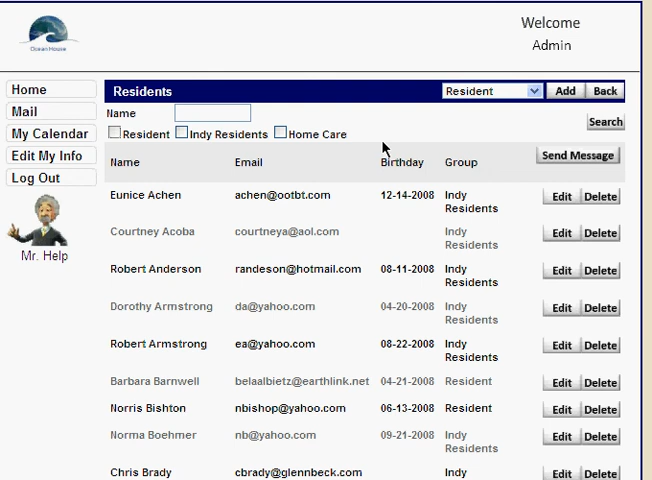 Ocean House
Welcome
Admin
Home
Mail
My Calendar
Edit My Info
Log Out
Mr. Help
Residents Resident Add Back
Name
Resident Indy Residents Home Care Search
Name Email Birthday Group Send Message
Eunice Achen achen@ootbt.com 12-14-2008 Indy Edit Delete
Residents
Courtney Acoba courtneya@aol.com Indy Edit Delete
Residents
Robert Anderson randeson@hotmail.com 08-11-2008 Indy Edit Delete
Residents
Dorothy Armstrong da@yahoo.com 04-20-2008 Indy Edit Delete
Residents
Robert Armstrong ea@yahoo.com 08-22-2008 Indy Edit Delete
Residents
Barbara Barnwell belaalbietz@earthlink.net 04-21-2008 Resident Edit Delete
Norris Bishton nbishop@yahoo.com 06-13-2008 Resident Edit Delete
Norma Boehmer nb@yahoo.com 09-21-2008 Indy Edit Delete
Residents
Chris Brady cbrady@glennbeck.com Indy Edit Delete